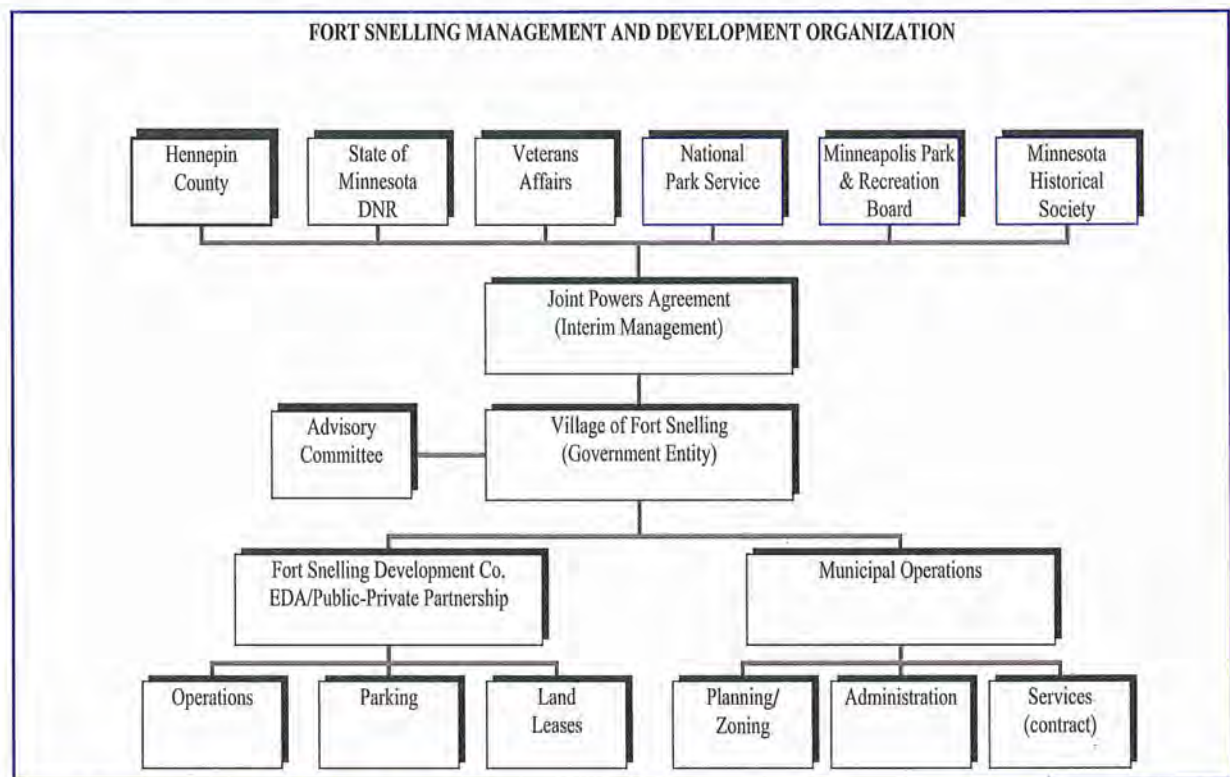 FORT SNELLING MANAGEMENT AND DEVELOPMENT ORGANIZATION
Hennepin
County
State of
Minnesota
DNR
Veterans
Affairs
National
Park Service
Minneapolis Park
& Recreation
Board
Minnesota
Historical
Society
Joint Powers Agreement
(Interim Management)
Advisory
Committee
Village of Fort Snelling
(Government Entity)
Fort Snelling Development Co.
EDA/Public-Private Partnership
Municipal Operations
Operations
Parking
Land
Leases
Planning/
Zoning
Administration
Services
(contract)